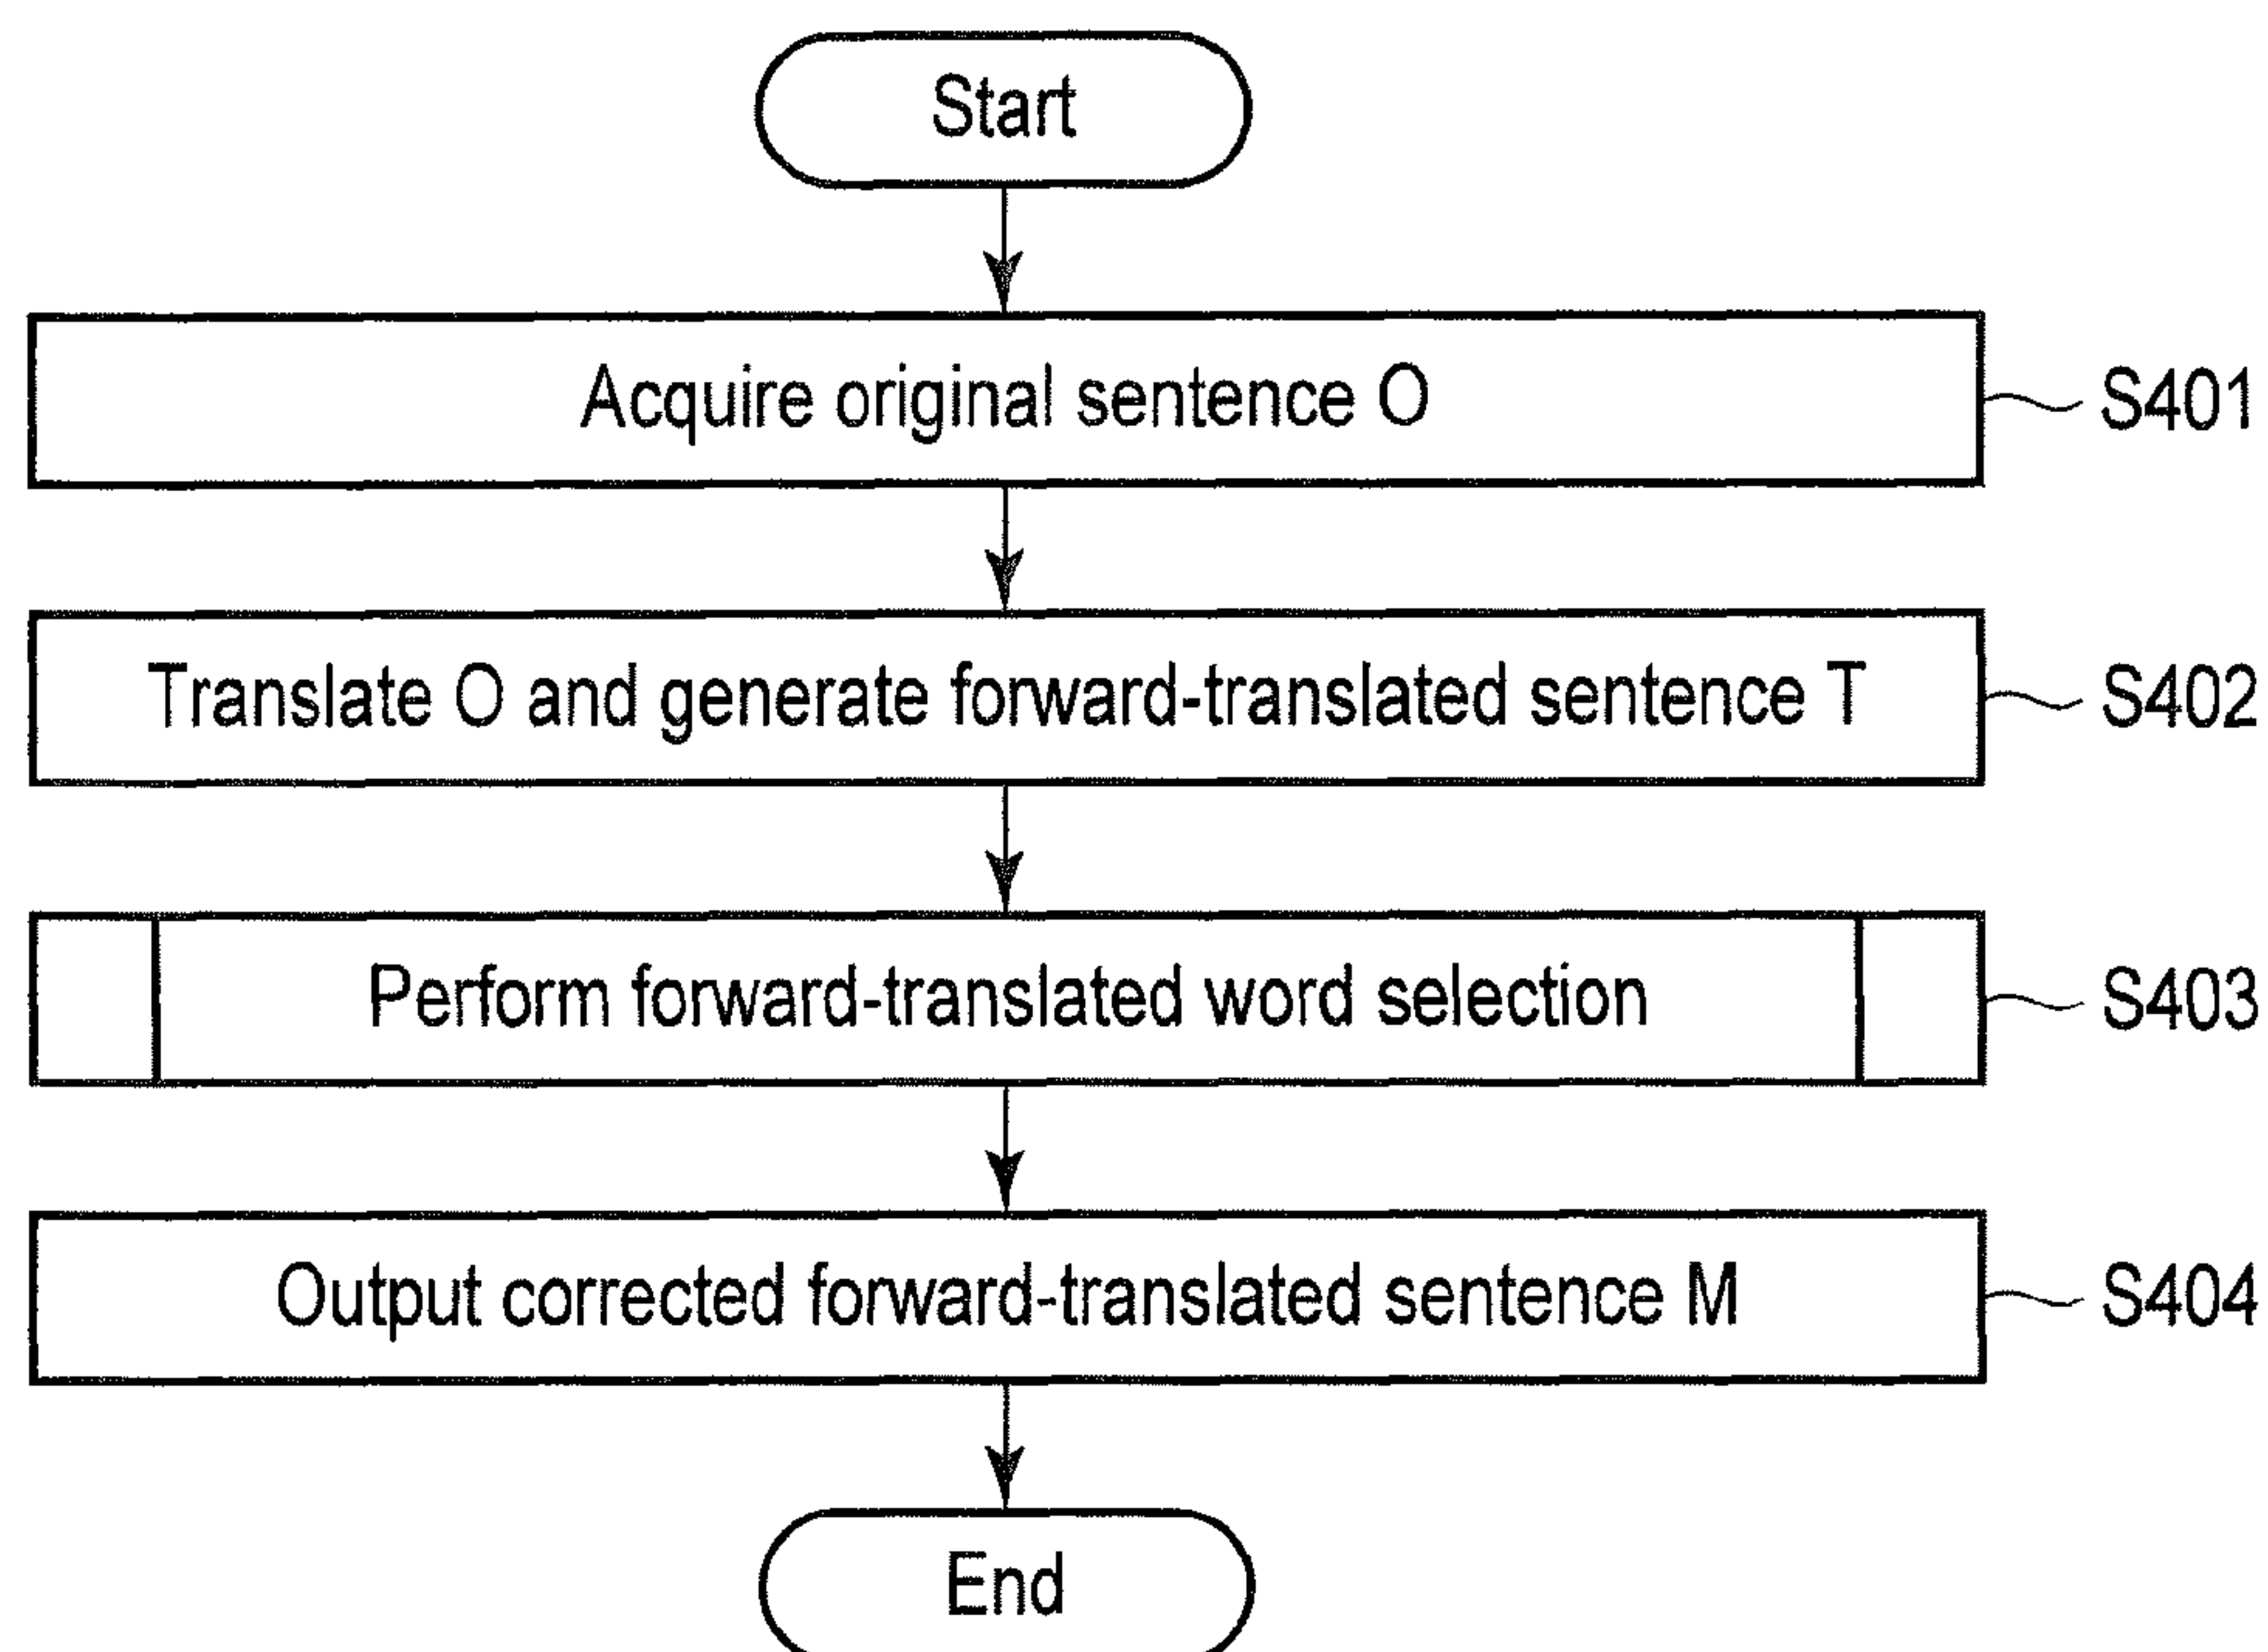 Start
Acquire original sentence O
S401
Translate O and generate forward-translated sentence T
S402
Perform forward-translated word selection
S403
Output corrected forward-translated sentence M
S404
End